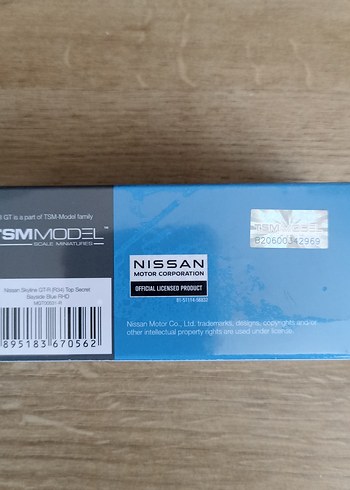 GT is a part of TSM-Model family
TSMMODEL™
SCALE MINIATURES
Nissan Skyline GT-R (R34) Top Secret
Bayside Blue RHD
895183 670562
TSM MODEL
B20600342969
NISSAN
MOTOR CORPORATION
OFFICIAL LICENSED PRODUCT
Nissan Motor Co., Ltd. trademarks, designs, copyrights and/or
other intellectual property rights are used under license.